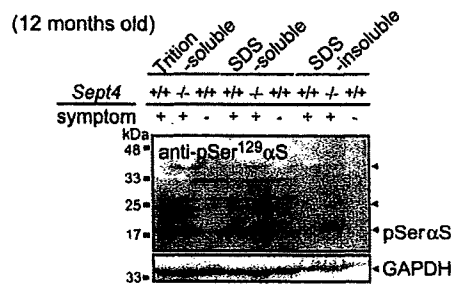 (12 months old)
Trition -soluble SDS -soluble SDS -insoluble
Sept4 +/+ -/- +/+ +/+ -/- +/+ +/+ -/- +/+
symptom + + - + + - + + -
kDa
48
anti-pSer129αS
33
25
17
pSerαS
GAPDH
33